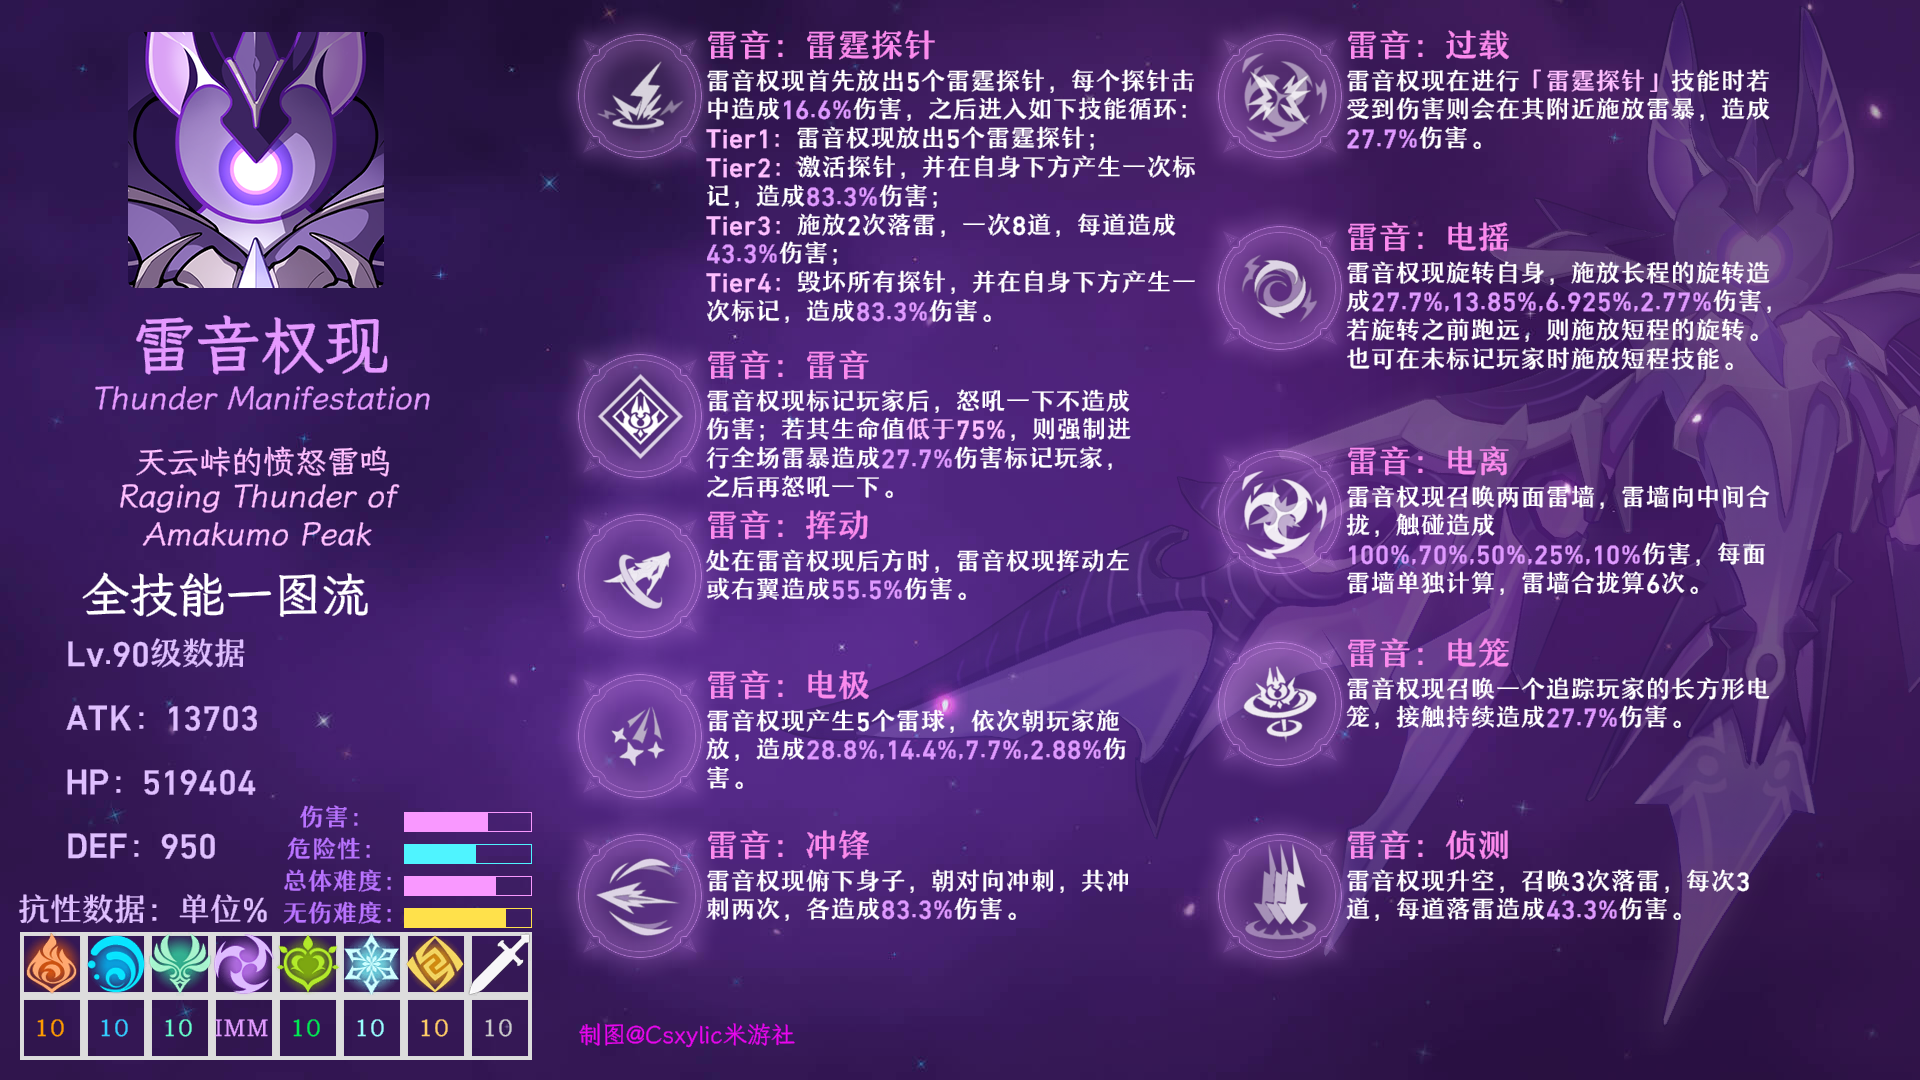 雷音权现
Thunder Manifestation
天云峠的愤怒雷鸣
Raging Thunder of
Amakumo Peak
全技能一图流
Lv.90级数据
ATK：13703
HP：519404
DEF：950
伤害：
危险性：
总体难度：
无伤难度：
抗性数据：单位%
10 10 10 IMM 10 10 10 10
雷音：雷霆探针
雷音权现首先放出5个雷霆探针，每个探针击
中造成16.6%伤害，之后进入如下技能循环：
Tier1：雷音权现放出5个雷霆探针；
Tier2：激活探针，并在自身下方产生一次标
记，造成83.3%伤害；
Tier3：施放2次落雷，一次8道，每道造成
43.3%伤害；
Tier4：毁坏所有探针，并在自身下方产生一
次标记，造成83.3%伤害。
雷音：雷音
雷音权现标记玩家后，怒吼一下不造成
伤害；若其生命值低于75%，则强制进
行全场雷暴造成27.7%伤害标记玩家，
之后再怒吼一下。
雷音：挥动
处在雷音权现后方时，雷音权现挥动左
或右翼造成55.5%伤害。
雷音：电极
雷音权现产生5个雷球，依次朝玩家施
放，造成28.8%,14.4%,7.7%,2.88%伤
害。
雷音：冲锋
雷音权现俯下身子，朝对向冲刺，共冲
刺两次，各造成83.3%伤害。
雷音：过载
雷音权现在进行「雷霆探针」技能时若
受到伤害则会在其附近施放雷暴，造成
27.7%伤害。
雷音：电摇
雷音权现旋转自身，施放长程的旋转造
成27.7%,13.85%,6.925%,2.77%伤害，
若旋转之前跑远，则施放短程的旋转。
也可在未标记玩家时施放短程技能。
雷音：电离
雷音权现召唤两面雷墙，雷墙向中间合
拢，触碰造成
100%,70%,50%,25%,10%伤害，每面
雷墙单独计算，雷墙合拢算6次。
雷音：电笼
雷音权现召唤一个追踪玩家的长方形电
笼，接触持续造成27.7%伤害。
雷音：侦测
雷音权现升空，召唤3次落雷，每次3
道，每道落雷造成43.3%伤害。
制图@Csxylic米游社